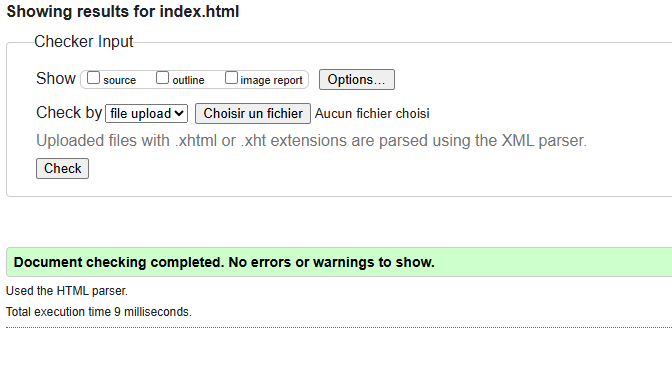 Showing results for index.html
Checker Input
Show source outline image report Options...
Check by file upload Choisir un fichier Aucun fichier choisi
Uploaded files with .xhtml or .xht extensions are parsed using the XML parser.
Check
Document checking completed. No errors or warnings to show.
Used the HTML parser.
Total execution time 9 milliseconds.